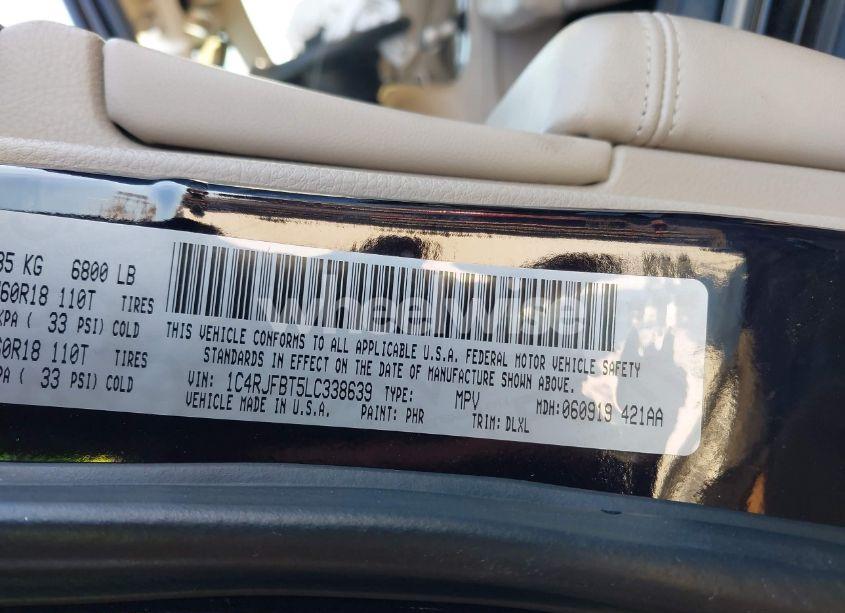 85 KG 6800 LB
60R18 110T TIRES
KPA ( 33 PSI) COLD
60R18 110T TIRES
PA ( 33 PSI) COLD
wheelwise
THIS VEHICLE CONFORMS TO ALL APPLICABLE U.S.A. FEDERAL MOTOR VEHICLE SAFETY
STANDARDS IN EFFECT ON THE DATE OF MANUFACTURE SHOWN ABOVE.
VIN: 1C4RJFBT5LC338639 TYPE: MPV MDH:060919 421AA
VEHICLE MADE IN U.S.A. PAINT: PHR TRIM: DLXL